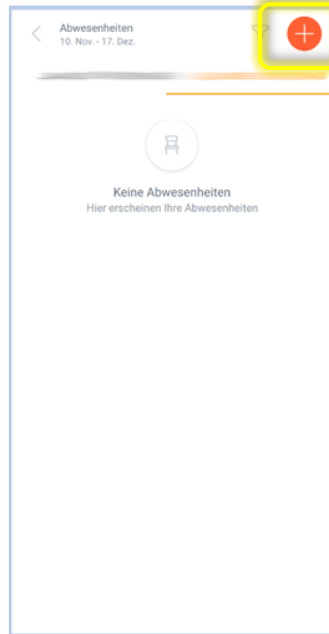 Abwesenheiten
10. Nov. - 17. Dez.
Keine Abwesenheiten
Hier erscheinen Ihre Abwesenheiten